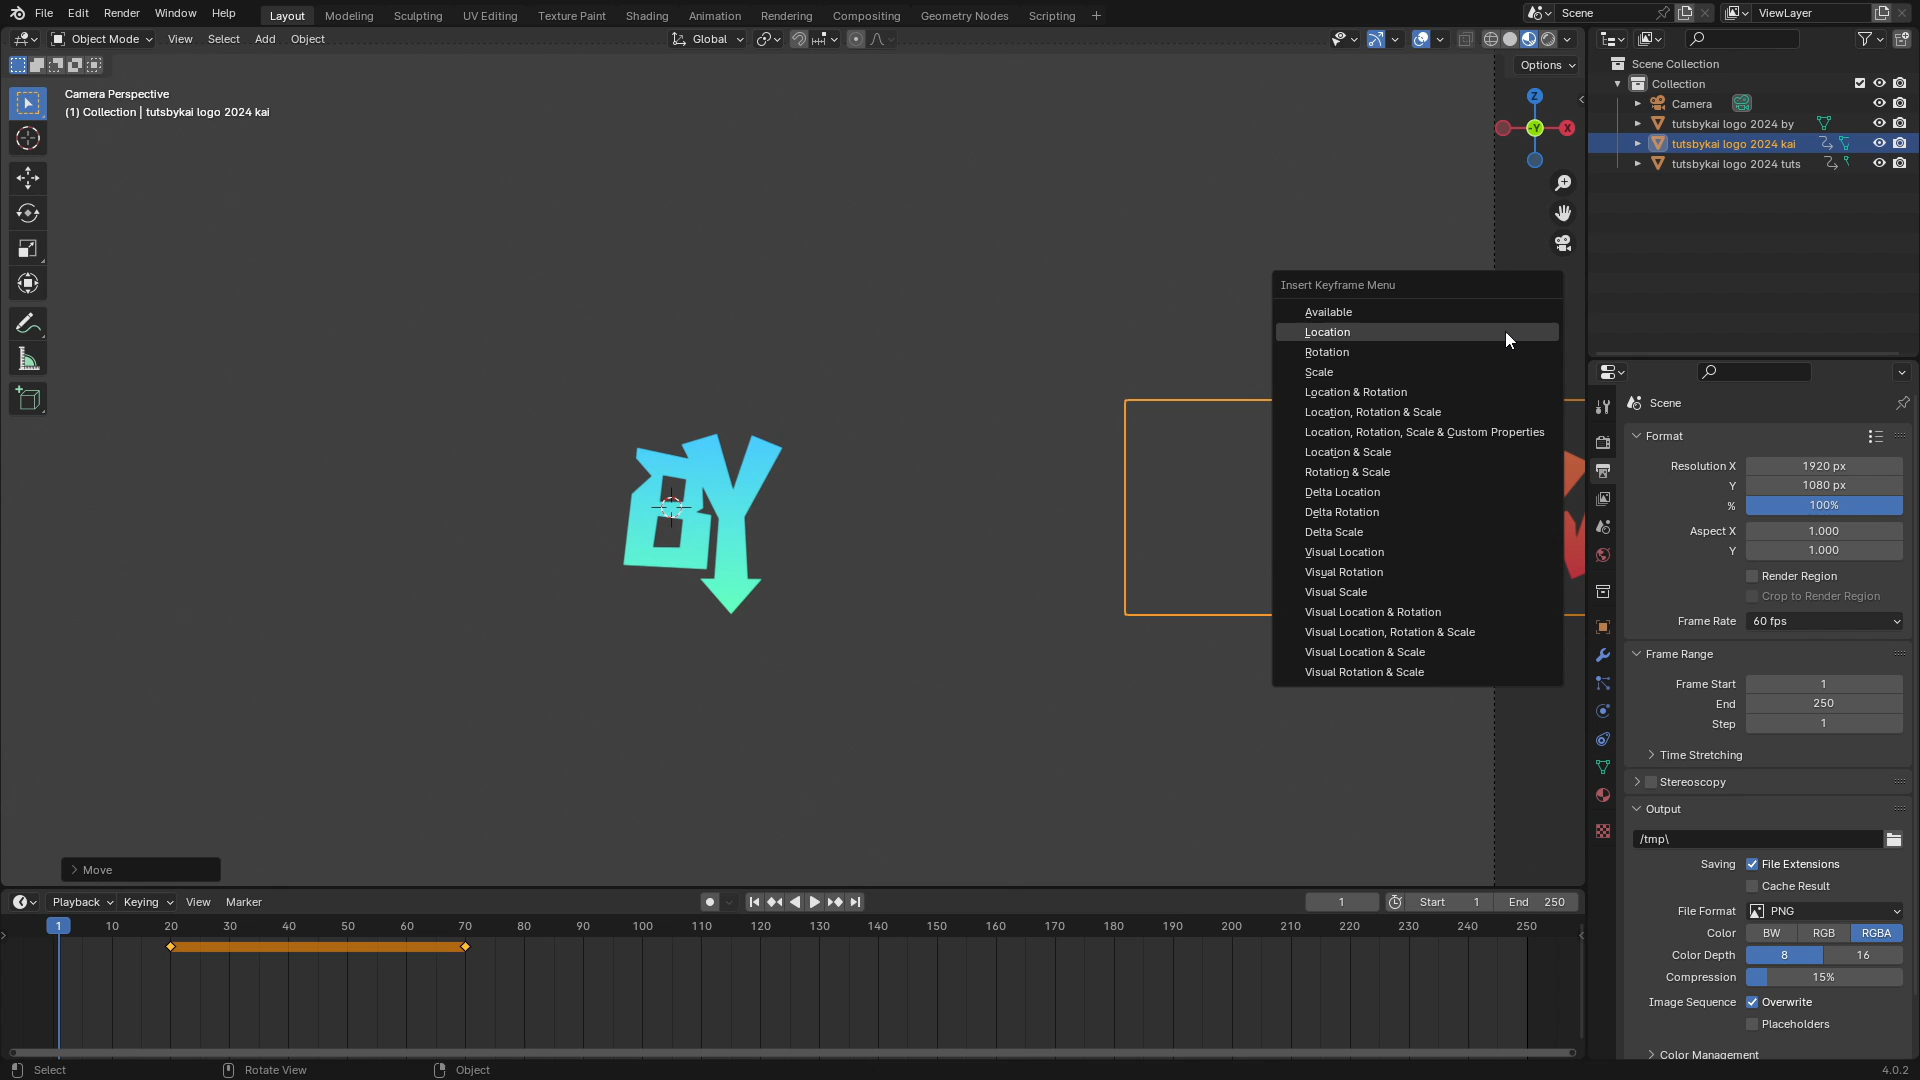 File Edit Render Window Help
Layout Modeling Sculpting UV Editing Texture Paint Shading Animation Rendering Compositing Geometry Nodes Scripting +
Scene
ViewLayer
Object Mode View Select Add Object
Global
Options
Camera Perspective
(1) Collection | tutsbykai logo 2024 kai
Z
-Y
X
BY
Scene Collection
Collection
Camera
tutsbykai logo 2024 by
tutsbykai logo 2024 kai
tutsbykai logo 2024 tuts
Insert Keyframe Menu
Available
Location
Rotation
Scale
Location & Rotation
Location, Rotation & Scale
Location, Rotation, Scale & Custom Properties
Location & Scale
Rotation & Scale
Delta Location
Delta Rotation
Delta Scale
Visual Location
Visual Rotation
Visual Scale
Visual Location & Rotation
Visual Location, Rotation & Scale
Visual Location & Scale
Visual Rotation & Scale
Scene
Format
Resolution X 1920 px
Y 1080 px
% 100%
Aspect X 1.000
Y 1.000
Render Region
Crop to Render Region
Frame Rate 60 fps
Frame Range
Frame Start 1
End 250
Step 1
Time Stretching
Stereoscopy
Output
/tmp\
Saving File Extensions
Cache Result
File Format PNG
Color BW RGB RGBA
Color Depth 8 16
Compression 15%
Image Sequence Overwrite
Placeholders
Color Management
Move
Playback Keying View Marker
1 Start 1 End 250
1 10 20 30 40 50 60 70 80 90 100 110 120 130 140 150 160 170 180 190 200 210 220 230 240 250
Select Rotate View Object
4.0.2